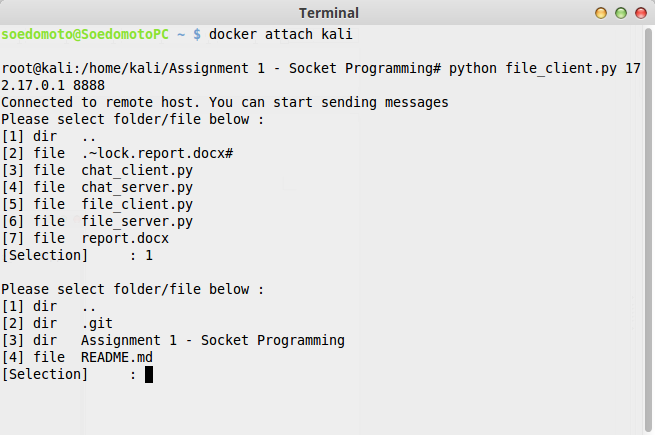 Terminal
soedomoto@SoedomotoPC ~ $ docker attach kali
root@kali:/home/kali/Assignment 1 - Socket Programming# python file_client.py 17
2.17.0.1 8888
Connected to remote host. You can start sending messages
Please select folder/file below :
[1] dir   ..
[2] file  .~lock.report.docx#
[3] file  chat_client.py
[4] file  chat_server.py
[5] file  file_client.py
[6] file  file_server.py
[7] file  report.docx
[Selection]     : 1
Please select folder/file below :
[1] dir   ..
[2] dir   .git
[3] dir   Assignment 1 - Socket Programming
[4] file  README.md
[Selection]     :